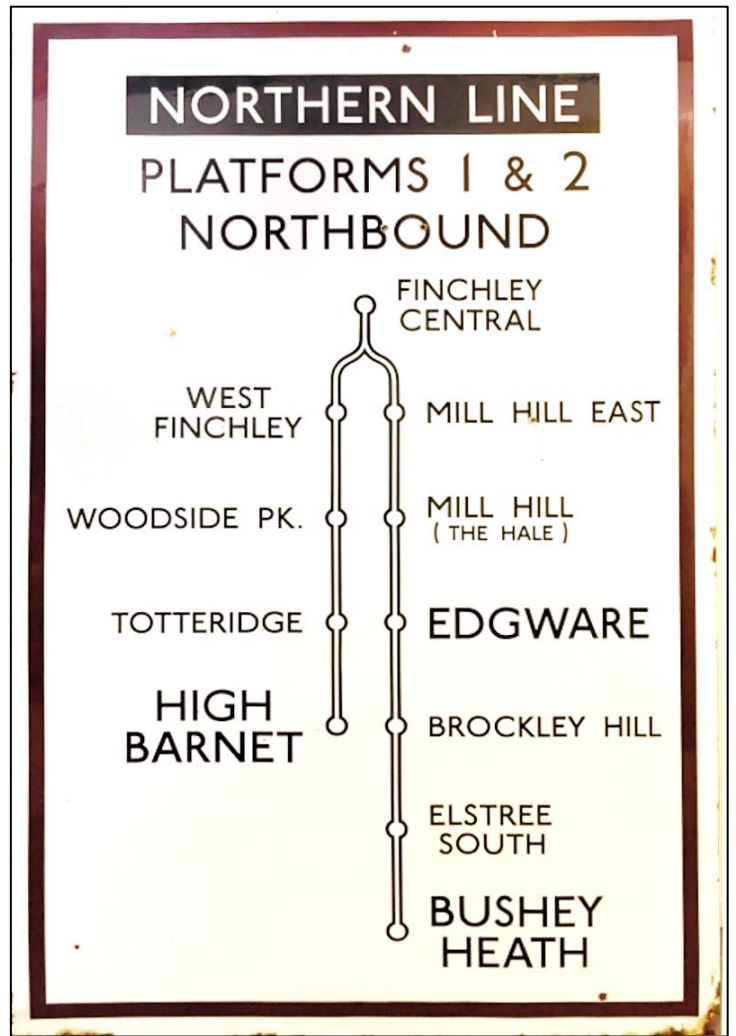 NORTHERN LINE
PLATFORMS 1 & 2
NORTHBOUND
FINCHLEY
CENTRAL
WEST
FINCHLEY
MILL HILL EAST
WOODSIDE PK.
MILL HILL
( THE HALE )
TOTTERIDGE
EDGWARE
HIGH
BARNET
BROCKLEY HILL
ELSTREE
SOUTH
BUSHEY
HEATH